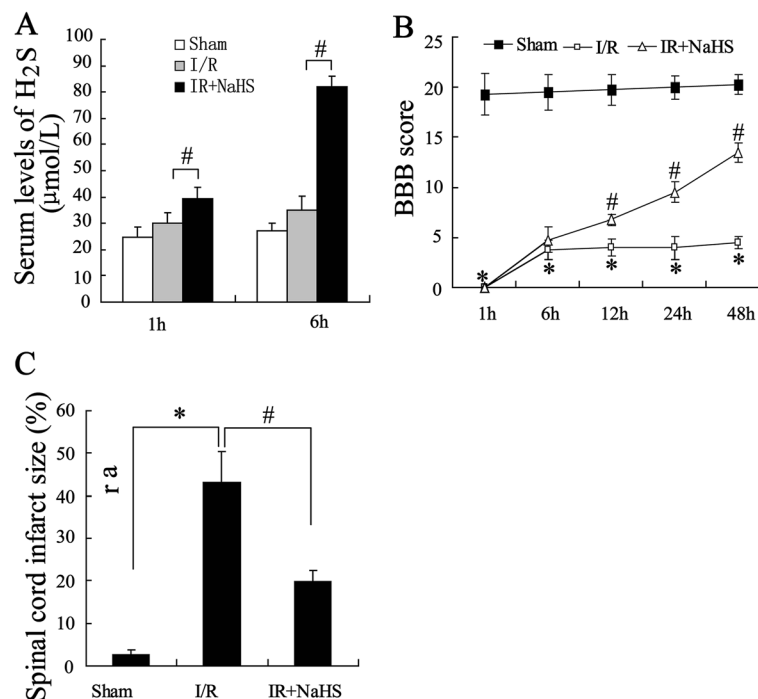 A
Serum levels of H2S
(μmol/L)
100
90
80
70
60
50
40
30
20
10
0
Sham
I/R
IR+NaHS
#
#
1h
6h
B
BBB score
25
20
15
10
5
0
Sham
I/R
IR+NaHS
#
#
#
*
*
*
*
*
1h
6h
12h
24h
48h
C
Spinal cord infarct size (%)
60
50
40
30
20
10
0
r a
*
#
Sham
I/R
IR+NaHS